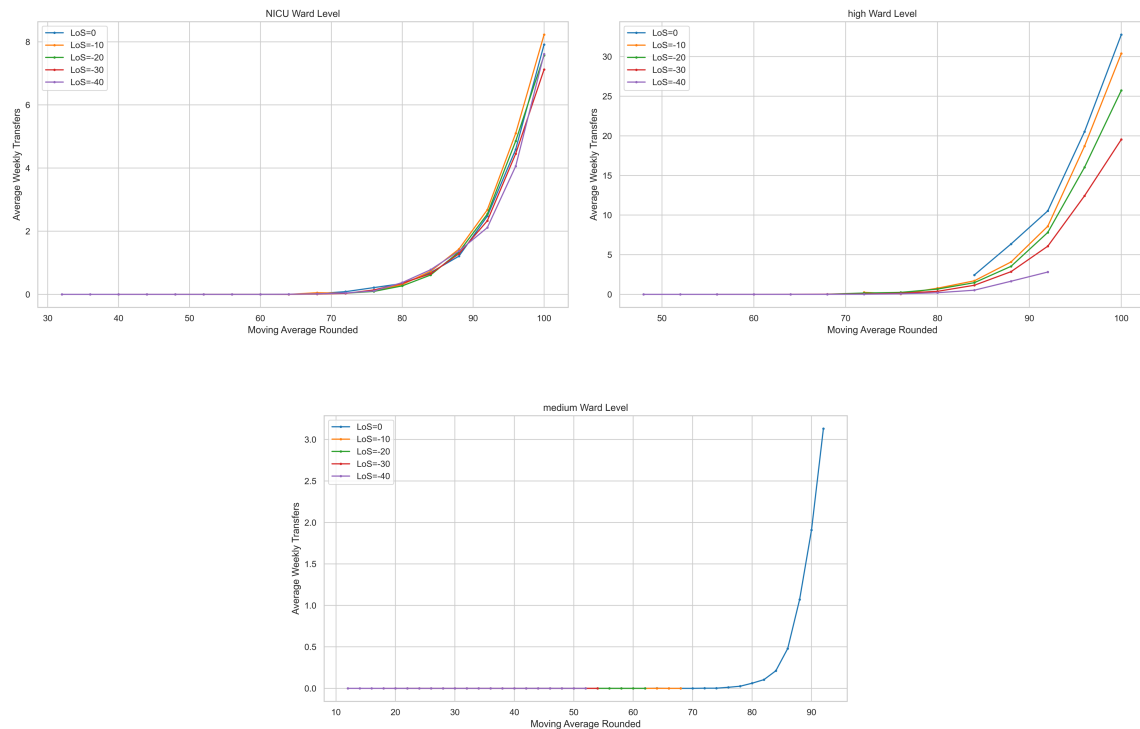 NICU Ward Level
LoS=0
LoS=-10
LoS=-20
LoS=-30
LoS=-40
8
6
4
2
0
Average Weekly Transfers
30 40 50 60 70 80 90 100
Moving Average Rounded
high Ward Level
LoS=0
LoS=-10
LoS=-20
LoS=-30
LoS=-40
30
25
20
15
10
5
0
Average Weekly Transfers
50 60 70 80 90 100
Moving Average Rounded
medium Ward Level
LoS=0
LoS=-10
LoS=-20
LoS=-30
LoS=-40
3.0
2.5
2.0
1.5
1.0
0.5
0.0
Average Weekly Transfers
10 20 30 40 50 60 70 80 90
Moving Average Rounded